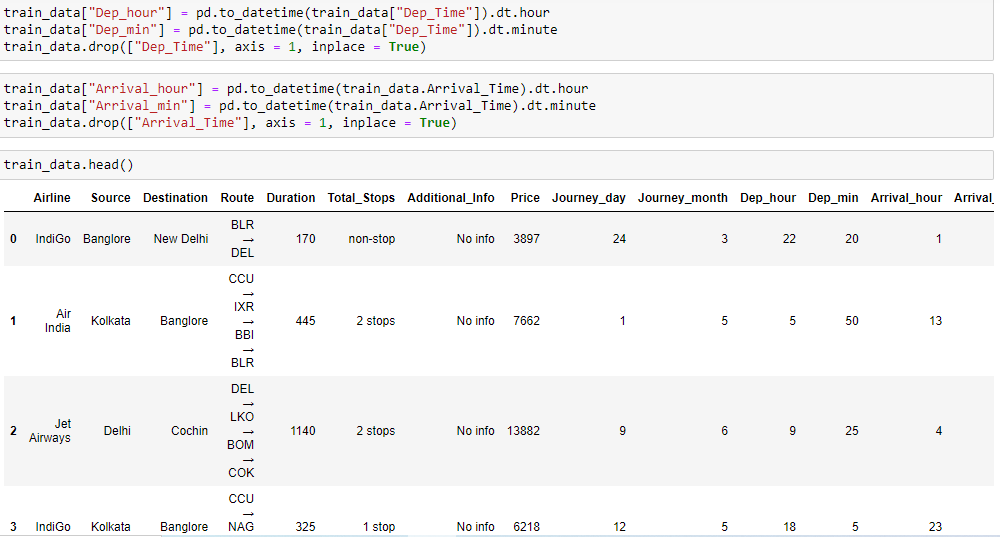 train_data["Dep_hour"] = pd.to_datetime(train_data["Dep_Time"]).dt.hour
train_data["Dep_min"] = pd.to_datetime(train_data["Dep_Time"]).dt.minute
train_data.drop(["Dep_Time"], axis = 1, inplace = True)
train_data["Arrival_hour"] = pd.to_datetime(train_data.Arrival_Time).dt.hour
train_data["Arrival_min"] = pd.to_datetime(train_data.Arrival_Time).dt.minute
train_data.drop(["Arrival_Time"], axis = 1, inplace = True)
train_data.head()
Airline Source Destination Route Duration Total_Stops Additional_Info Price Journey_day Journey_month Dep_hour Dep_min Arrival_hour Arrival_
BLR
0 IndiGo Banglore New Delhi → 170 non-stop No info 3897 24 3 22 20 1
DEL
CCU
→
IXR
1 Air India Kolkata Banglore → 445 2 stops No info 7662 1 5 5 50 13
BBI
→
BLR
DEL
→
LKO
2 Jet Airways Delhi Cochin → 1140 2 stops No info 13882 9 6 9 25 4
BOM
→
COK
CCU
→
3 IndiGo Kolkata Banglore NAG 325 1 stop No info 6218 12 5 18 5 23